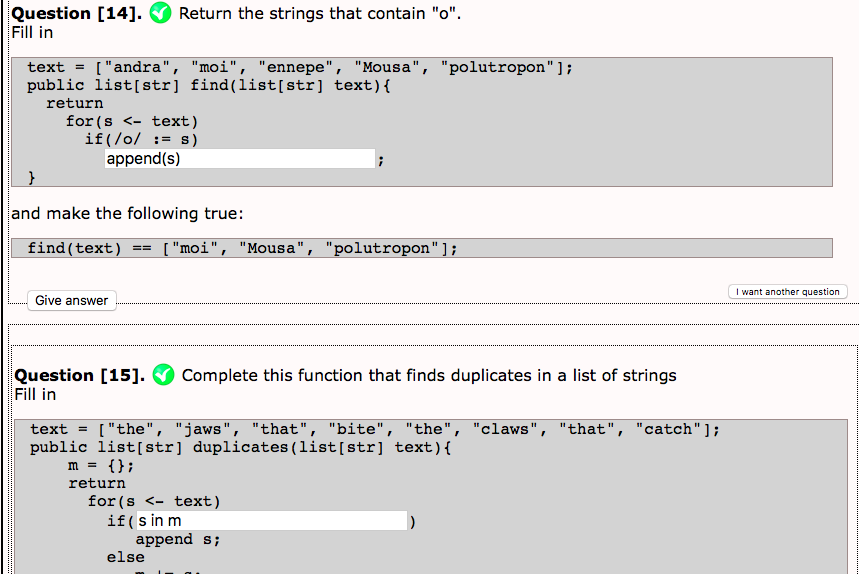 Question [14]. Return the strings that contain "o".
Fill in
text = ["andra", "moi", "ennepe", "Mousa", "polutropon"];
public list[str] find(list[str] text){
return
for(s <- text)
if(/o/ := s)
append(s) ;
}
and make the following true:
find(text) == ["moi", "Mousa", "polutropon"];
I want another question
Give answer
Question [15]. Complete this function that finds duplicates in a list of strings
Fill in
text = ["the", "jaws", "that", "bite", "the", "claws", "that", "catch"];
public list[str] duplicates(list[str] text){
m = {};
return
for(s <- text)
if( s in m )
append s;
else